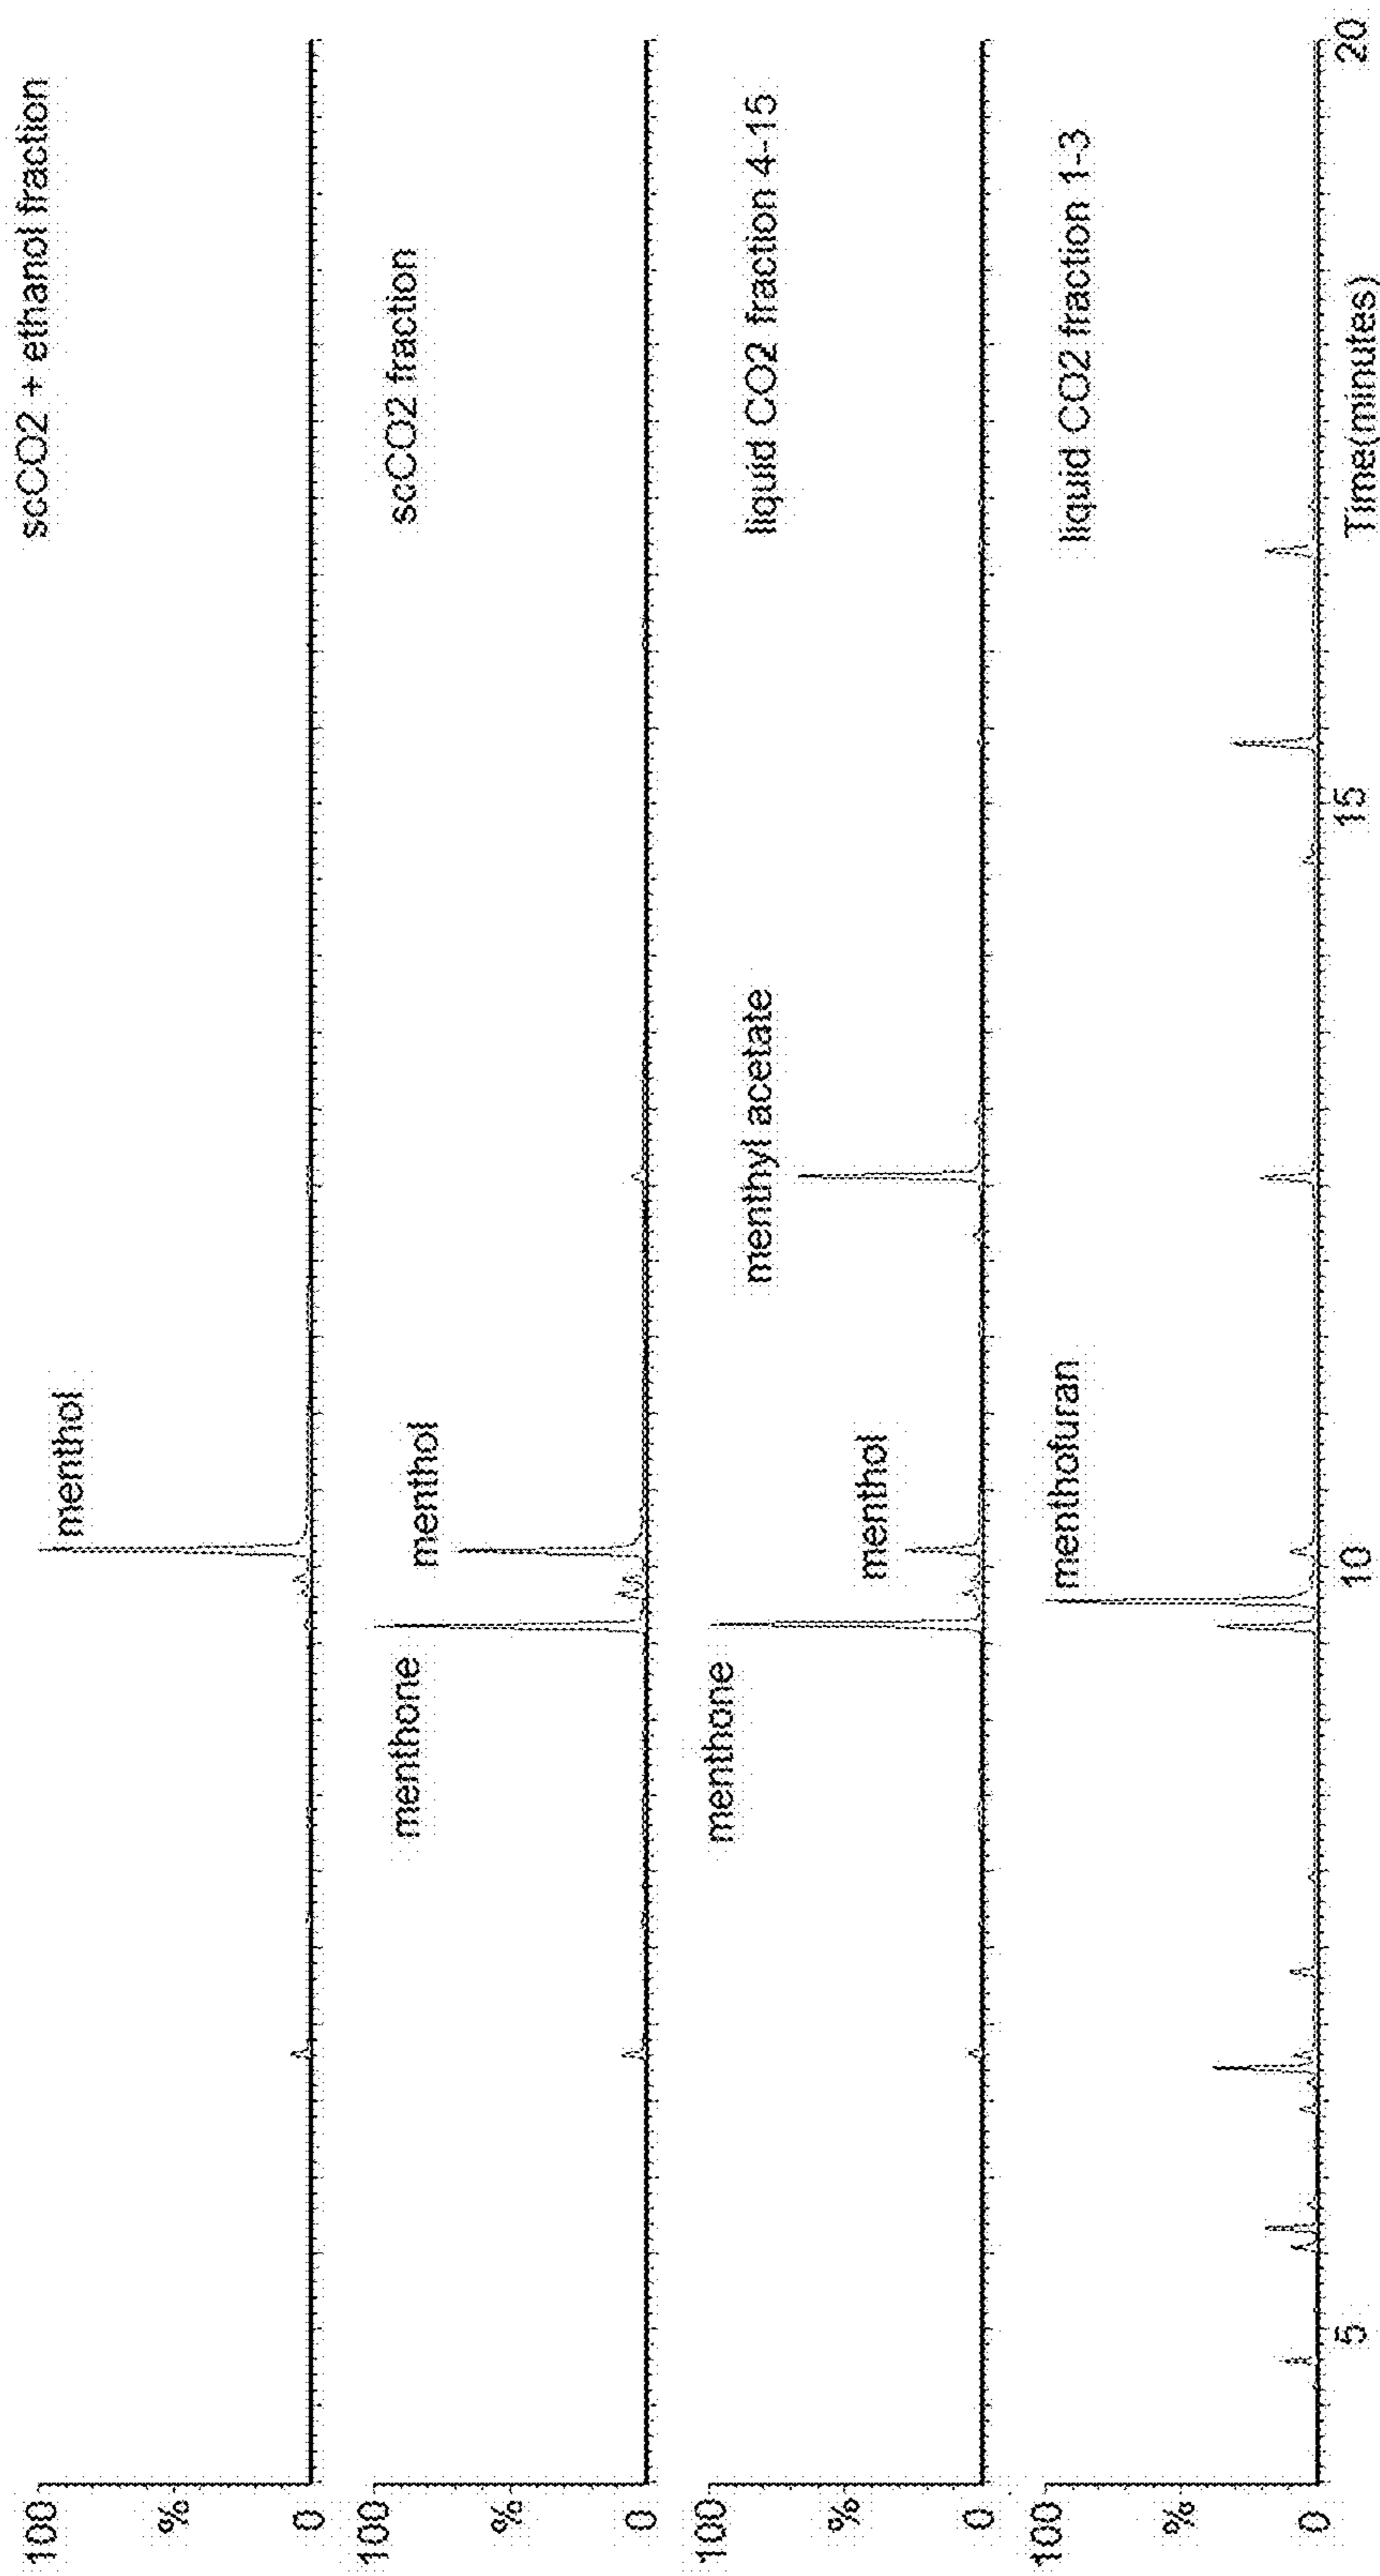 scCO2 + ethanol fraction
menthol
100
%
0
scCO2 fraction
menthone
menthol
100
%
0
liquid CO2 fraction 4-15
menthone
menthol
menthyl acetate
100
%
0
liquid CO2 fraction 1-3
menthofuran
100
%
0
5
10
15
20
Time(minutes)